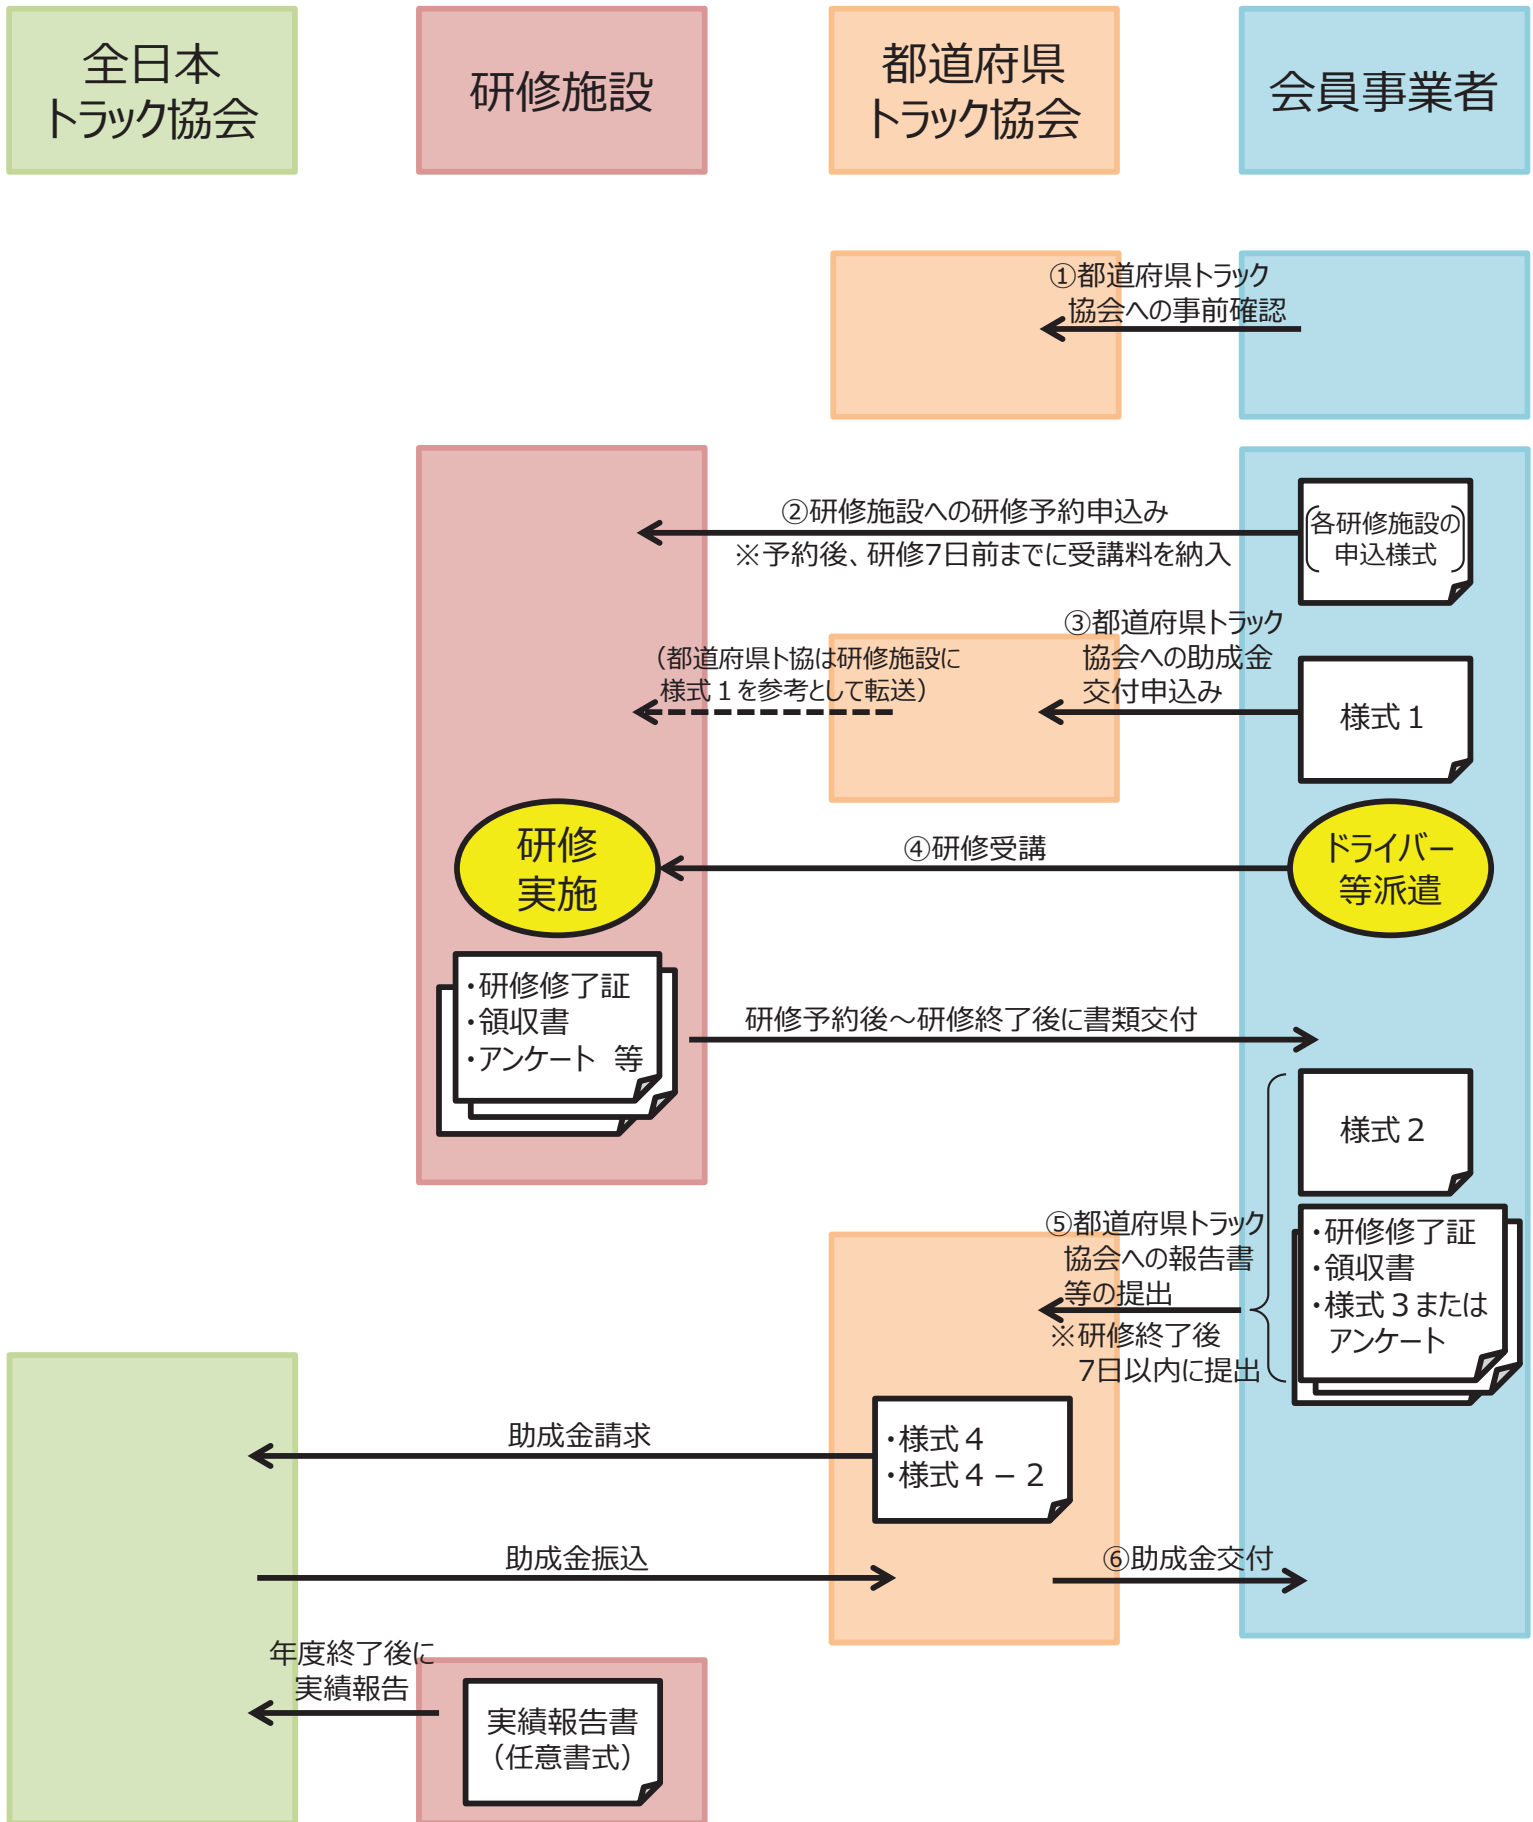 全日本
トラック協会
研修施設
都道府県
トラック協会
会員事業者
①都道府県トラック
協会への事前確認
②研修施設への研修予約申込み
※予約後、研修7日前までに受講料を納入
各研修施設の
申込様式
③都道府県トラック
協会への助成金
交付申込み
（都道府県ト協は研修施設に
様式１を参考として転送）
様式１
研修
実施
④研修受講
ドライバー
等派遣
・研修修了証
・領収書
・アンケート　等
研修予約後～研修終了後に書類交付
様式２
⑤都道府県トラック
協会への報告書
等の提出
※研修終了後
7日以内に提出
・研修修了証
・領収書
・様式３または
アンケート
助成金請求
・様式４
・様式４－２
助成金振込
⑥助成金交付
年度終了後に
実績報告
実績報告書
（任意書式）